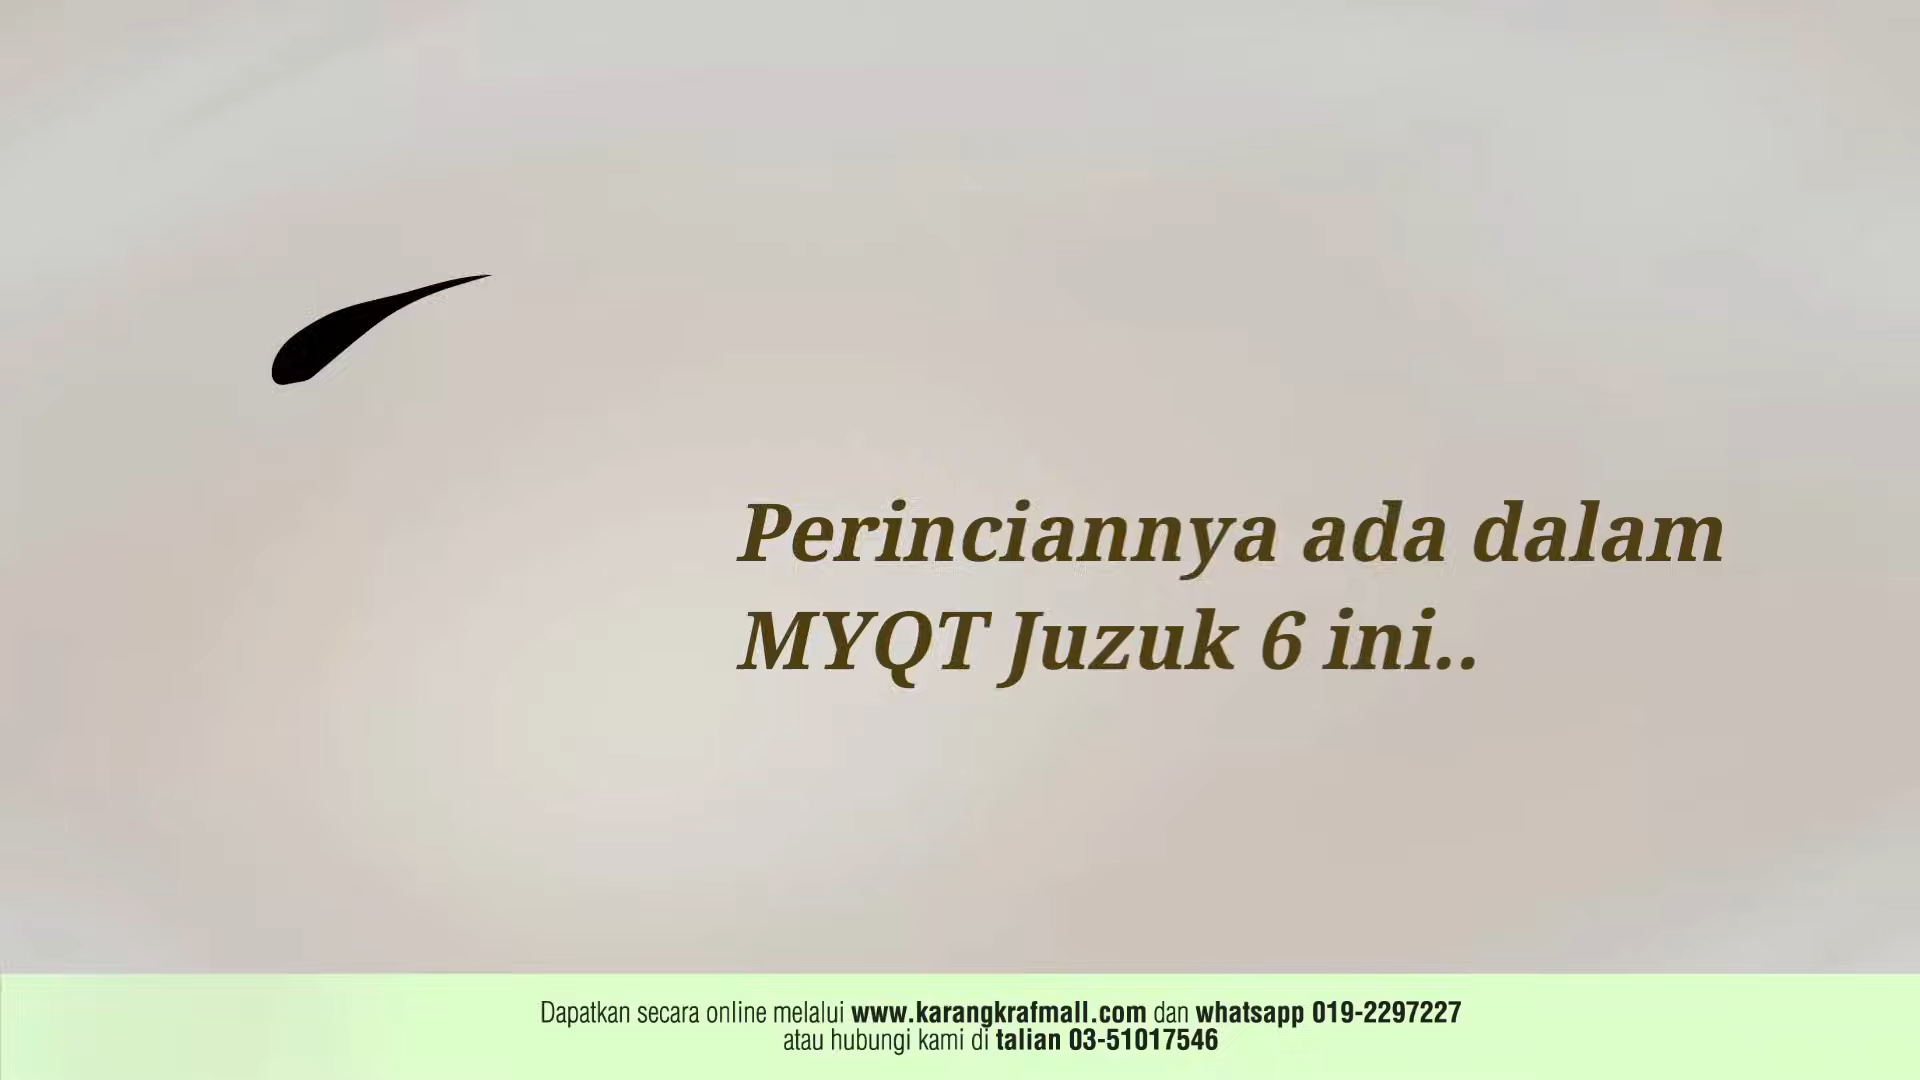 Perinciannya ada dalam
MYQT Juzuk 6 ini..
Dapatkan secara online melalui www.karangkrafmall.com dan whatsapp 019-2297227
atau hubungi kami di talian 03-51017546